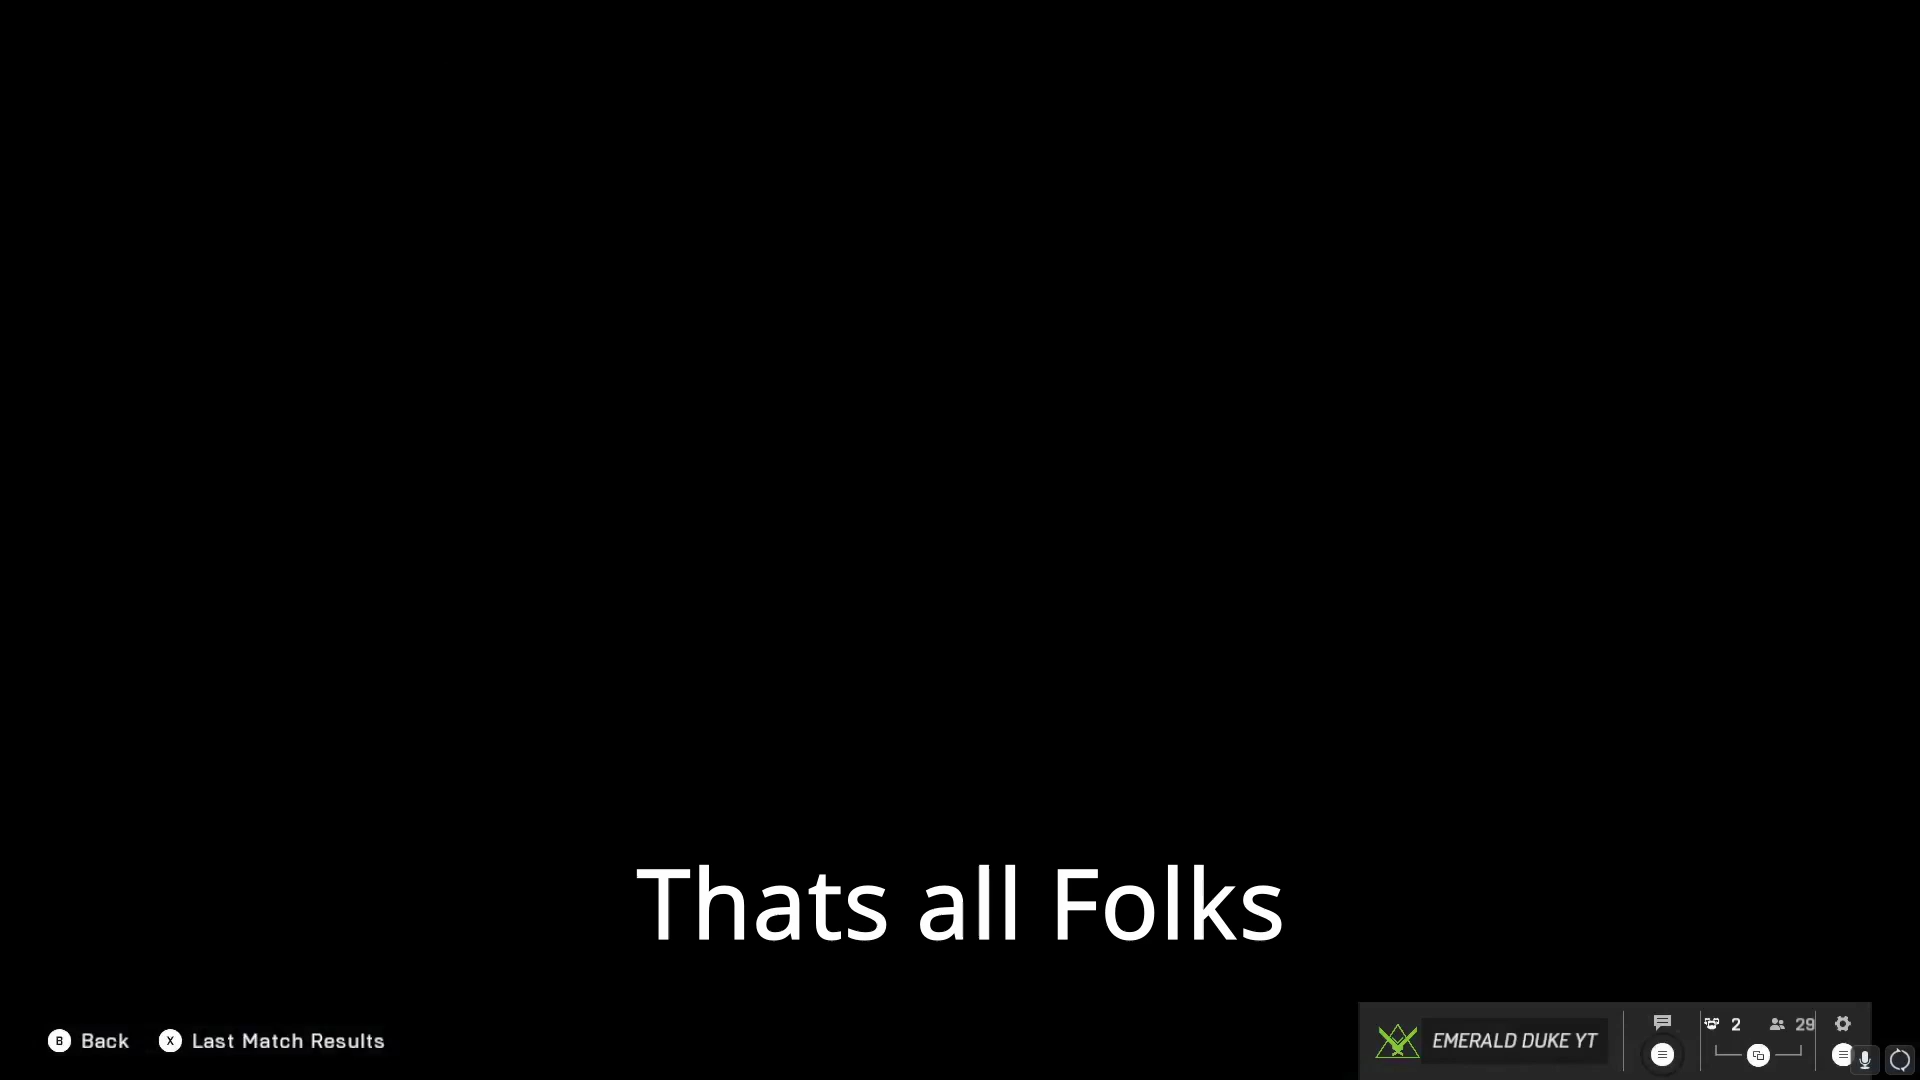 Thats all Folks
B Back X Last Match Results
EMERALD DUKE YT
2 29